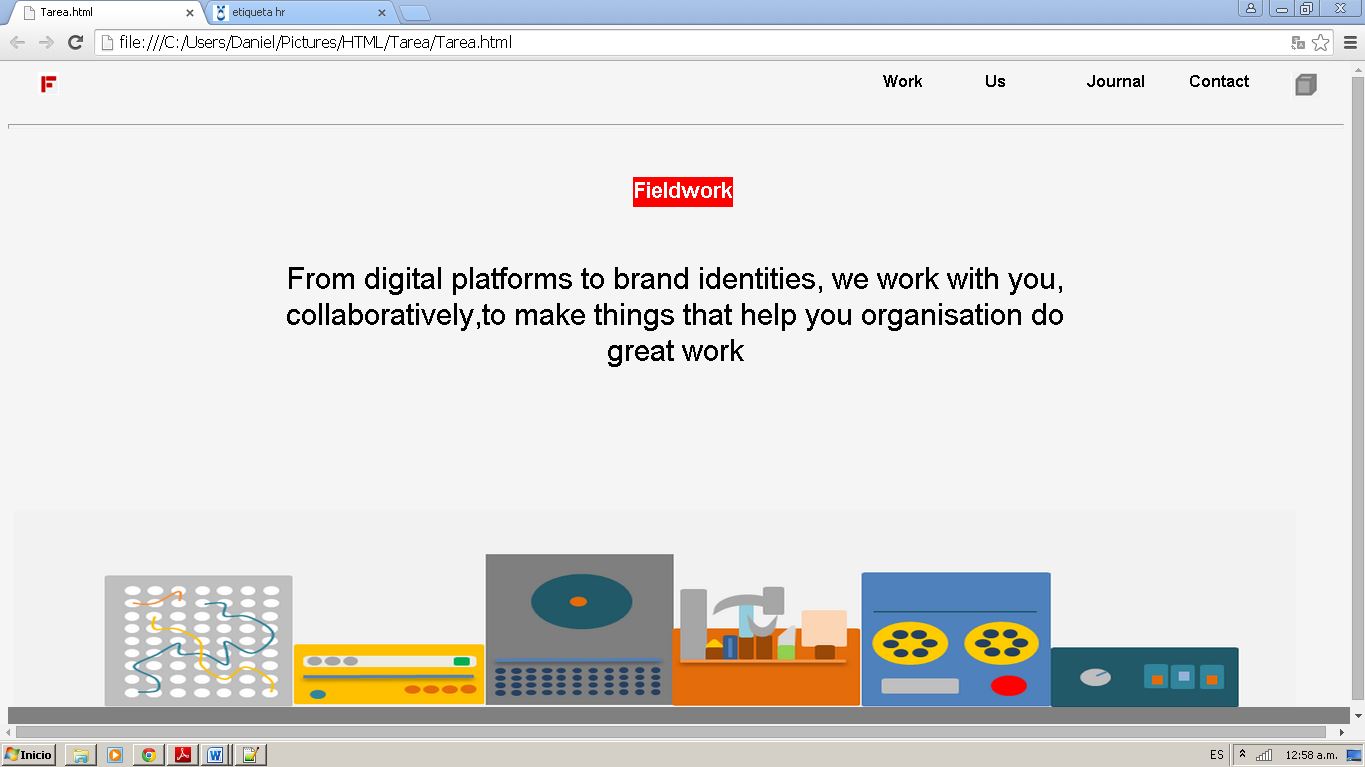 Tarea.html
etiqueta hr
file:///C:/Users/Daniel/Pictures/HTML/Tarea/Tarea.html
F
Work Us Journal Contact
Fieldwork
From digital platforms to brand identities, we work with you,
collaboratively,to make things that help you organisation do
great work
Inicio
W
ES
12:58 a.m.